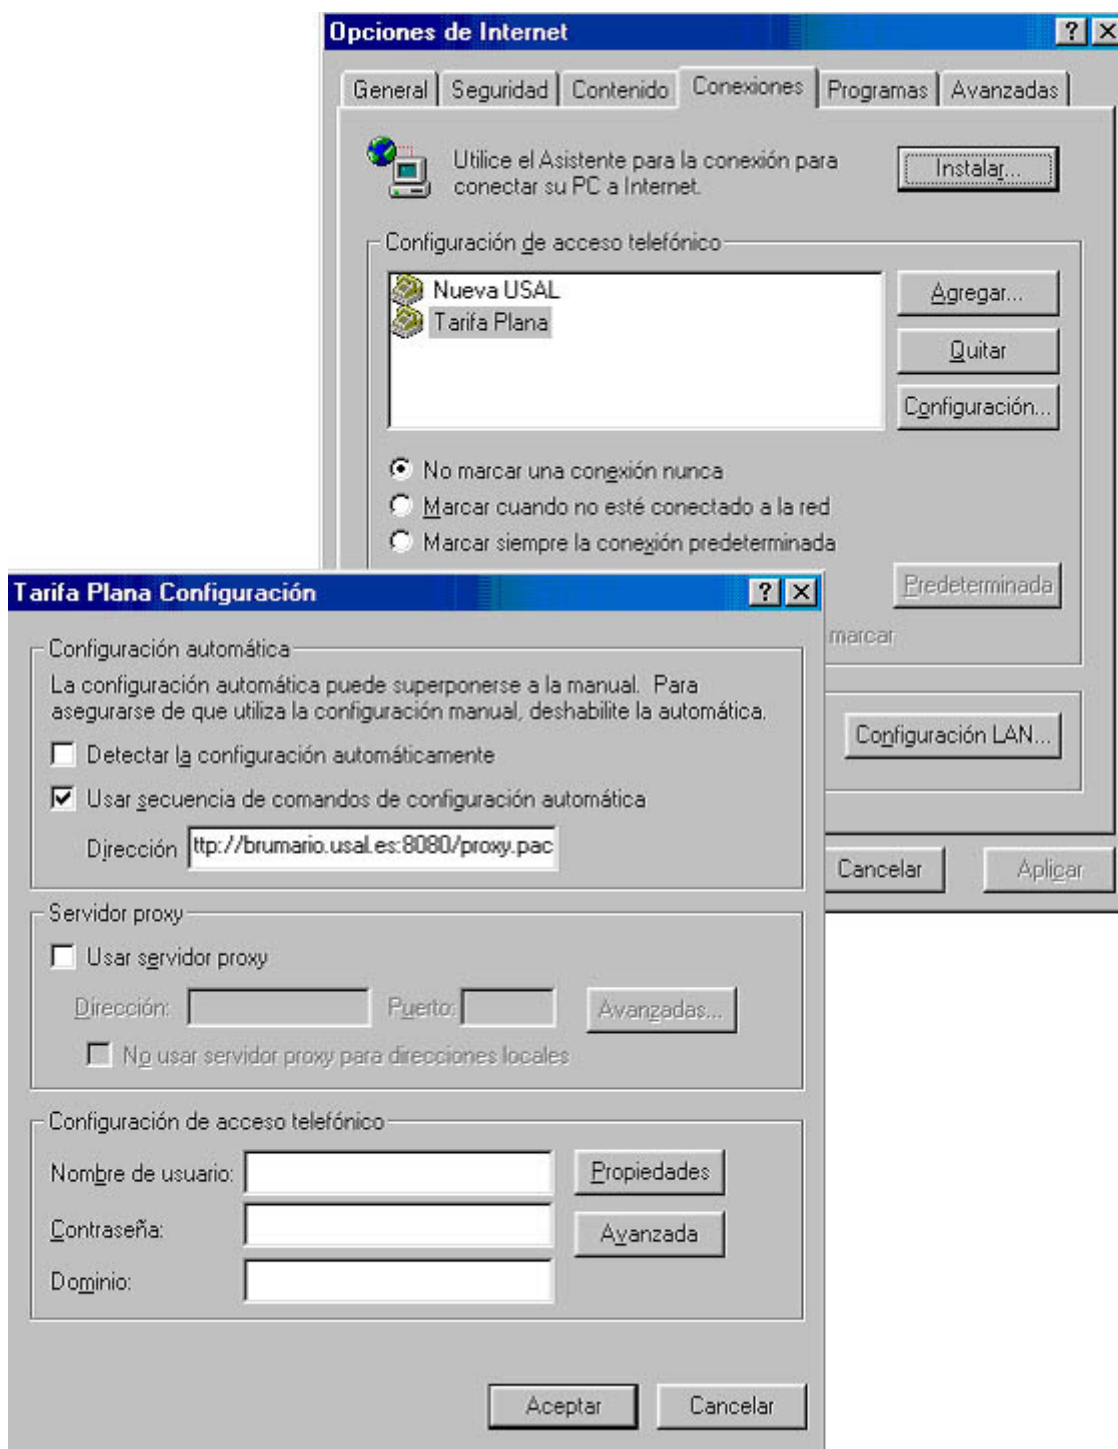 Opciones de Internet
General Seguridad Contenido Conexiones Programas Avanzadas
Utilice el Asistente para la conexión para
conectar su PC a Internet.
Instalar...
Configuración de acceso telefónico
Nueva USAL
Tarifa Plana
Agregar...
Quitar
Configuración...
No marcar una conexión nunca
Marcar cuando no esté conectado a la red
Marcar siempre la conexión predeterminada
Predeterminada
marcar
Configuración LAN...
Cancelar
Aplicar
Tarifa Plana Configuración
Configuración automática
La configuración automática puede superponerse a la manual. Para
asegurarse de que utiliza la configuración manual, deshabilite la automática.
Detectar la configuración automáticamente
Usar secuencia de comandos de configuración automática
Dirección ttp://brumario.usal.es:8080/proxy.pac
Servidor proxy
Usar servidor proxy
Dirección: Puerto: Avanzadas...
No usar servidor proxy para direcciones locales
Configuración de acceso telefónico
Nombre de usuario:
Propiedades
Contraseña:
Avanzada
Dominio:
Aceptar
Cancelar